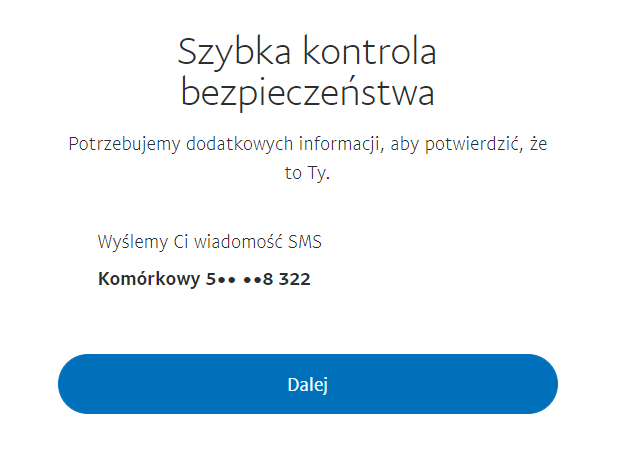 Szybka kontrola
bezpieczeństwa
Potrzebujemy dodatkowych informacji, aby potwierdzić, że
to Ty.
Wyślemy Ci wiadomość SMS
Komórkowy 5•• ••8 322
Dalej